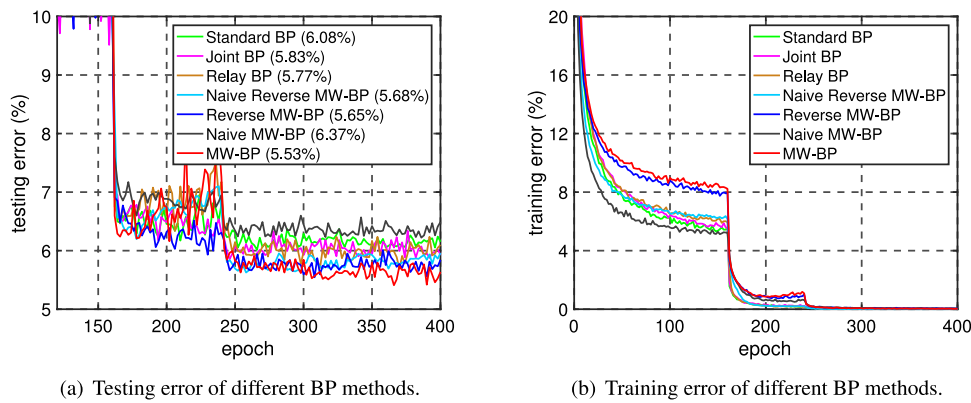 10
9
8
7
6
5
testing error (%)
150
200
250
300
350
400
epoch
Standard BP (6.08%)
Joint BP (5.83%)
Relay BP (5.77%)
Naive Reverse MW-BP (5.68%)
Reverse MW-BP (5.65%)
Naive MW-BP (6.37%)
MW-BP (5.53%)
(a) Testing error of different BP methods.
20
16
12
8
4
0
training error (%)
0
100
200
300
400
epoch
Standard BP
Joint BP
Relay BP
Naive Reverse MW-BP
Reverse MW-BP
Naive MW-BP
MW-BP
(b) Training error of different BP methods.